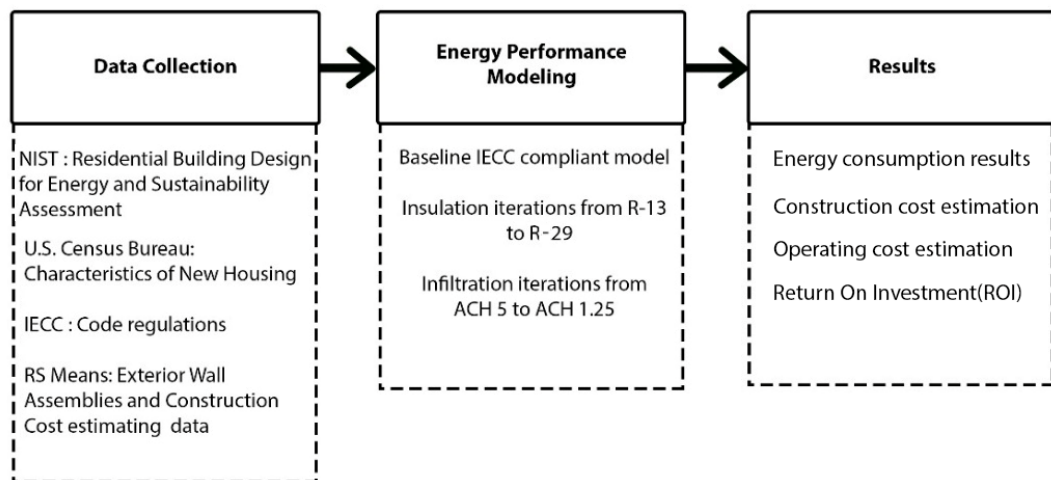 Data Collection
NIST : Residential Building Design
for Energy and Sustainability
Assessment
U.S. Census Bureau:
Characteristics of New Housing
IECC : Code regulations
RS Means: Exterior Wall
Assemblies and Construction
Cost estimating data
Energy Performance
Modeling
Baseline IECC compliant model
Insulation iterations from R-13
to R-29
Infiltration iterations from
ACH 5 to ACH 1.25
Results
Energy consumption results
Construction cost estimation
Operating cost estimation
Return On Investment(ROI)